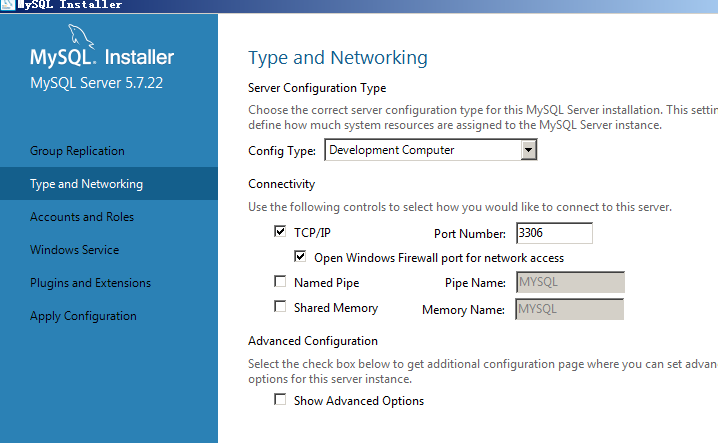 MySQL Installer
MySQL. Installer
MySQL Server 5.7.22
Group Replication
Type and Networking
Accounts and Roles
Windows Service
Plugins and Extensions
Apply Configuration
Type and Networking
Server Configuration Type
Choose the correct server configuration type for this MySQL Server installation. This setti
define how much system resources are assigned to the MySQL Server instance.
Config Type: Development Computer
Connectivity
Use the following controls to select how you would like to connect to this server.
TCP/IP Port Number: 3306
Open Windows Firewall port for network access
Named Pipe Pipe Name: MYSQL
Shared Memory Memory Name: MYSQL
Advanced Configuration
Select the check box below to get additional configuration page where you can set advan
options for this server instance.
Show Advanced Options